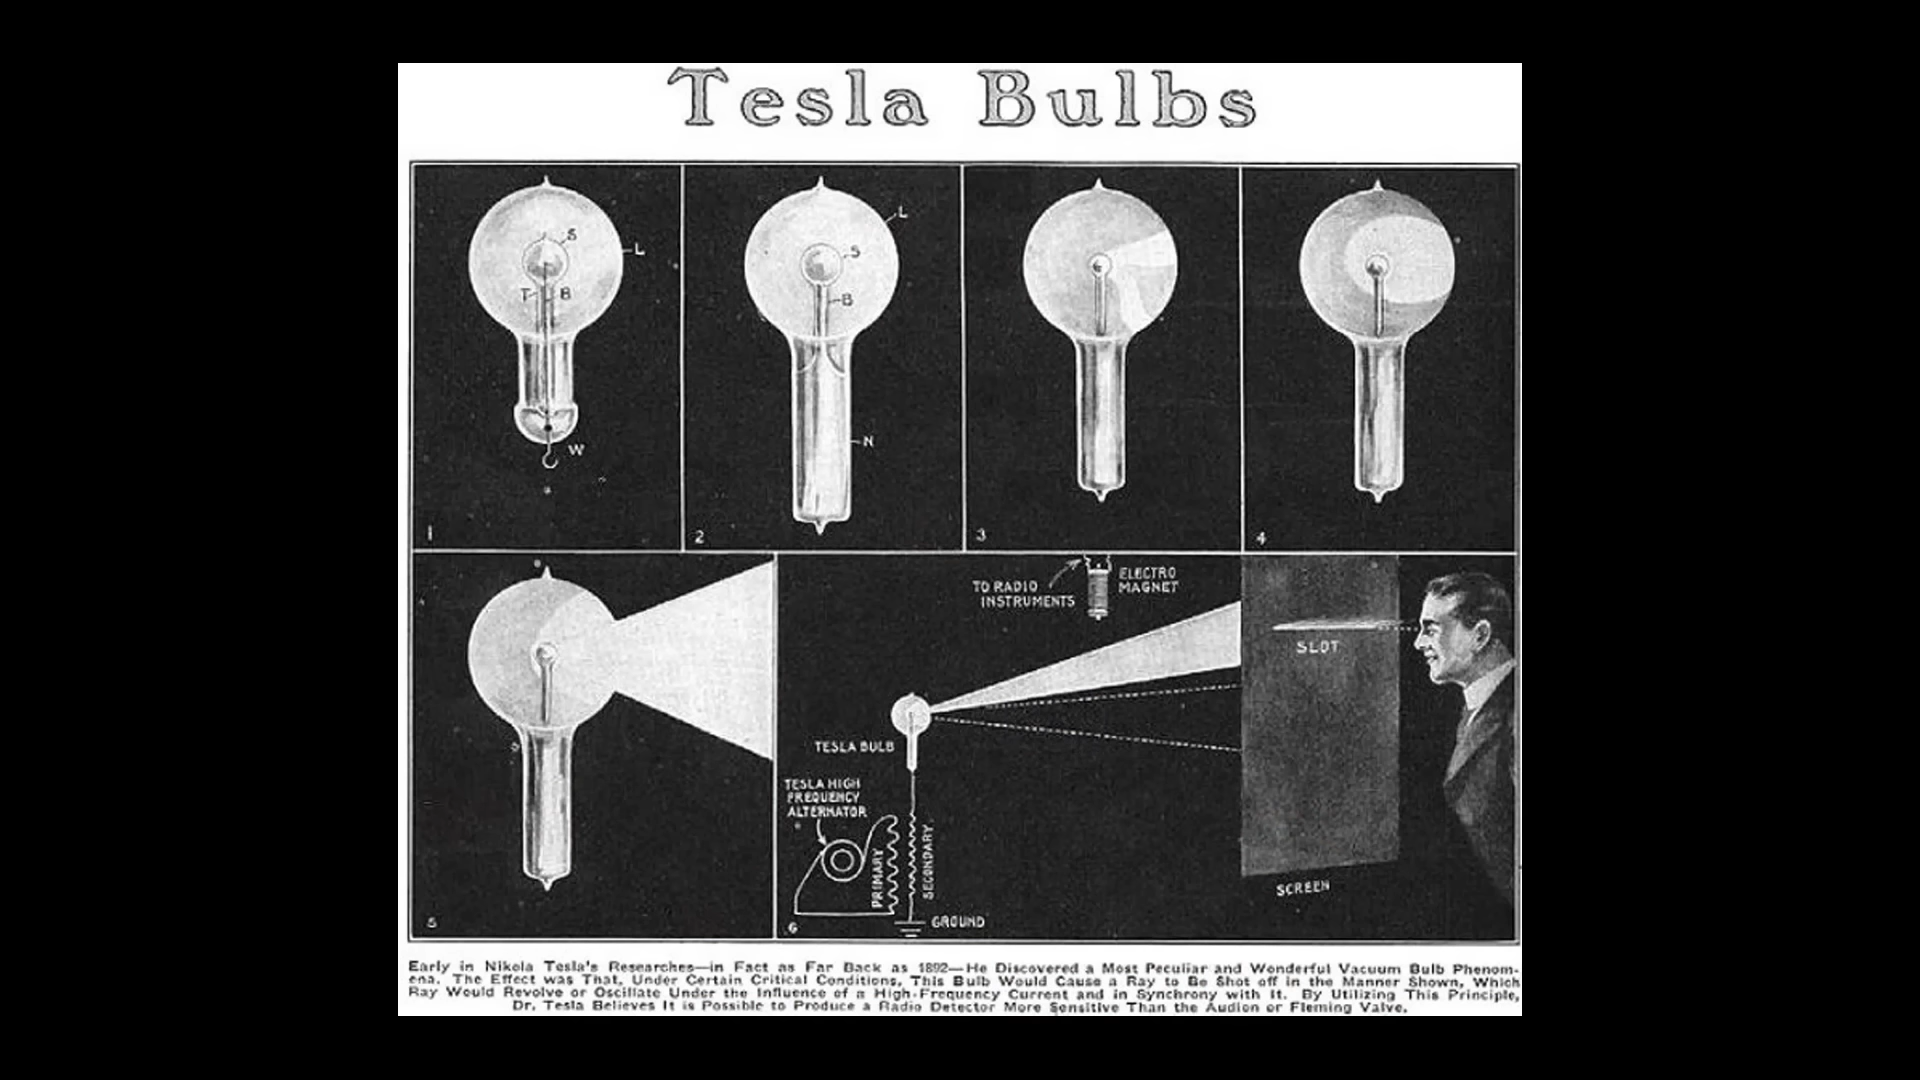 Tesla Bulbs
S
L
T
B
W
1
L
S
B
N
2
3
4
5
TO RADIO
INSTRUMENTS
ELECTRO
MAGNET
SLOT
TESLA BULB
TESLA HIGH
FREQUENCY
ALTERNATOR
PRIMARY
SECONDARY
GROUND
SCREEN
6
Early in Nikola Tesla's Researches—in Fact as Far Back as 1892—He Discovered a Most Peculiar and Wonderful Vacuum Bulb Phenom-
ena. The Effect was That, Under Certain Critical Conditions, This Bulb Would Cause a Ray to Be Shot off in the Manner Shown, Which
Ray Would Revolve or Oscillate Under the Influence of a High-Frequency Current and in Synchrony with It. By Utilizing This Principle,
Dr. Tesla Believes It is Possible to Produce a Radio Detector More Sensitive Than the Audion or Fleming Valve.